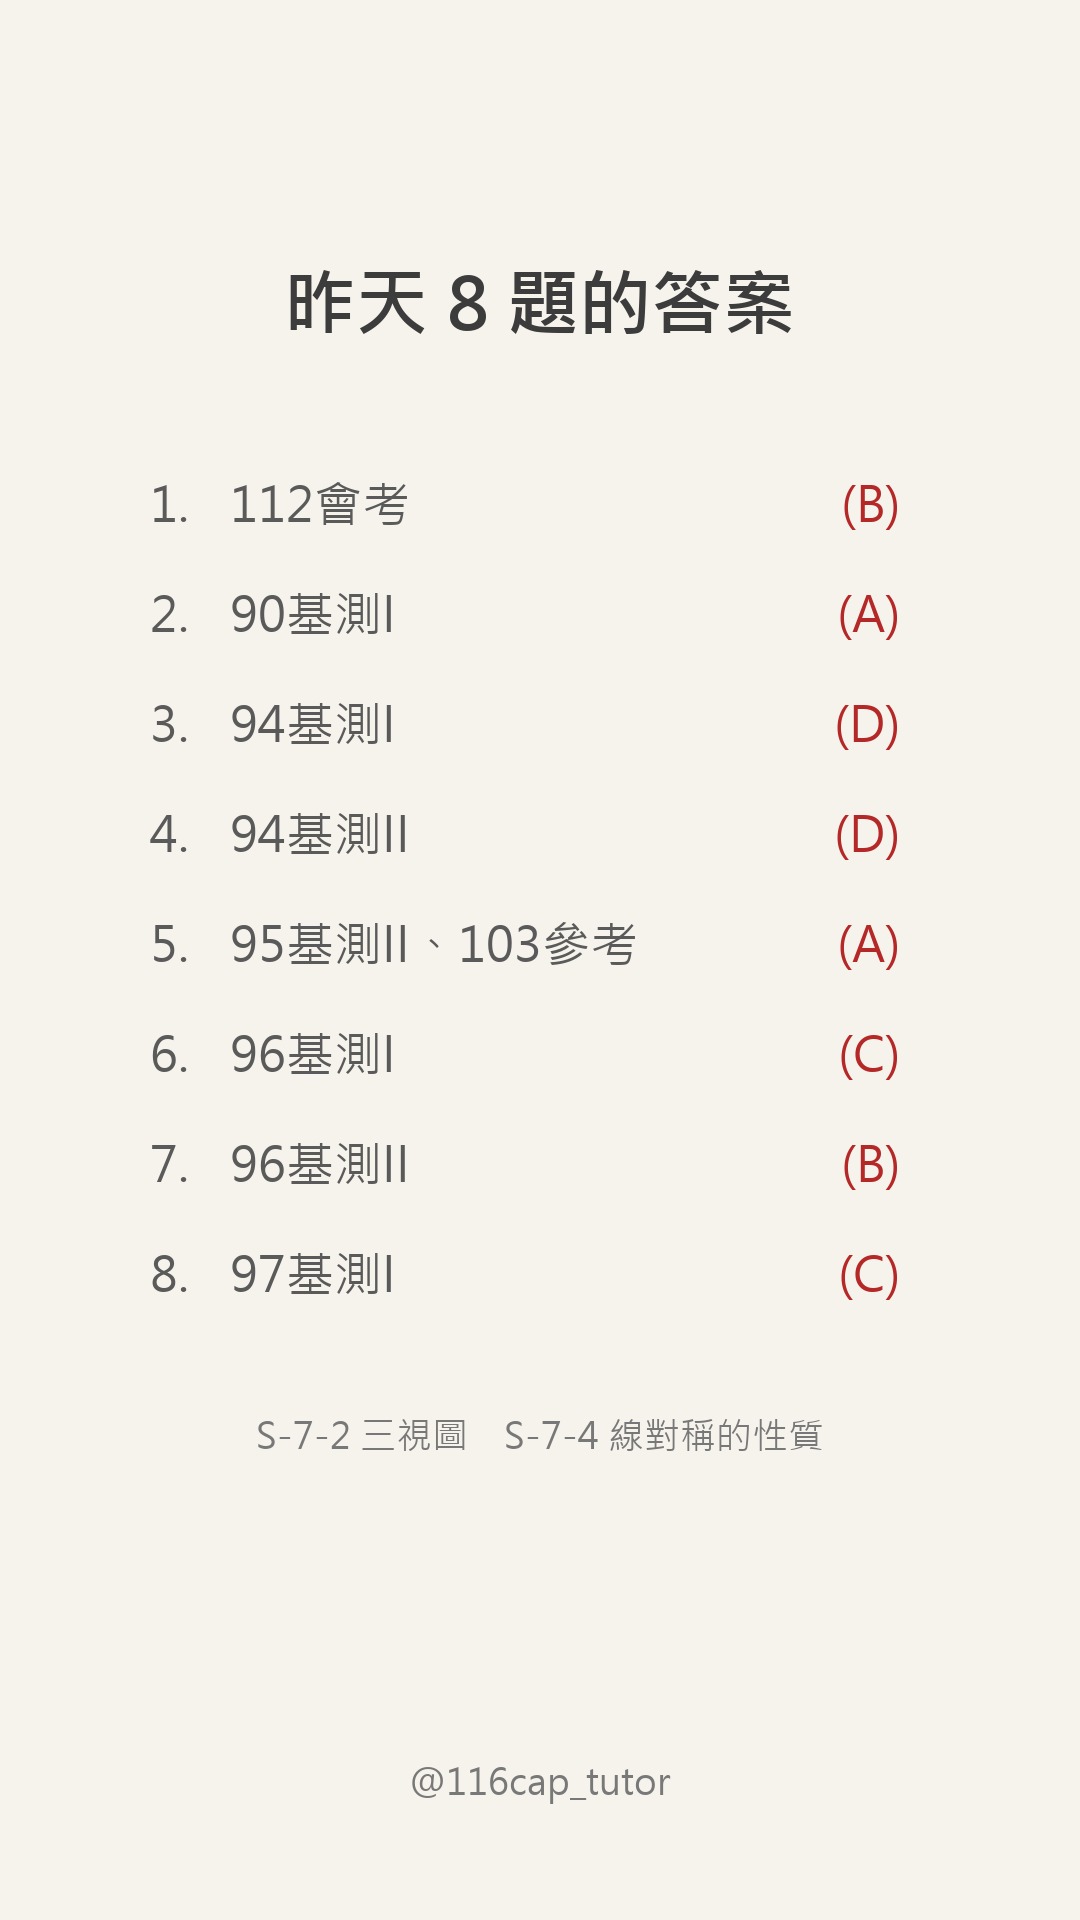 昨天 8 題的答案
1. 112會考 (B)
2. 90基測I (A)
3. 94基測I (D)
4. 94基測II (D)
5. 95基測II、103參考 (A)
6. 96基測I (C)
7. 96基測II (B)
8. 97基測I (C)
S-7-2 三視圖 S-7-4 線對稱的性質
@116cap_tutor